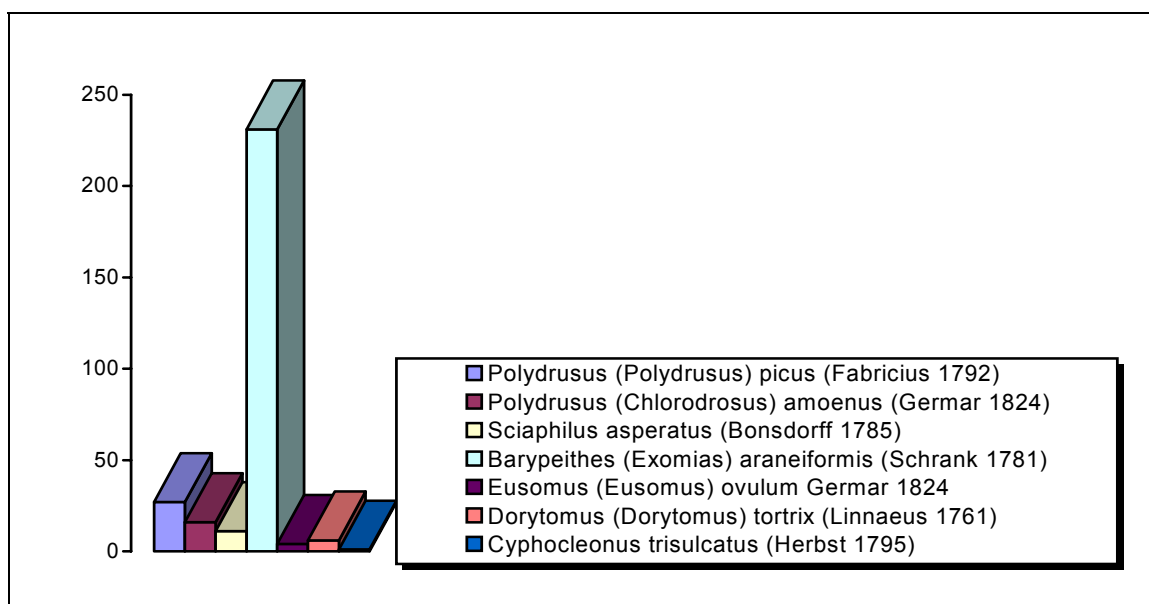 250
200
150
100
50
0
Polydrusus (Polydrusus) picus (Fabricius 1792)
Polydrusus (Chlorodrosus) amoenus (Germar 1824)
Sciaphilus asperatus (Bonsdorff 1785)
Barypeithes (Exomias) araneiformis (Schrank 1781)
Eusomus (Eusomus) ovulum Germar 1824
Dorytomus (Dorytomus) tortrix (Linnaeus 1761)
Cyphocleonus trisulcatus (Herbst 1795)